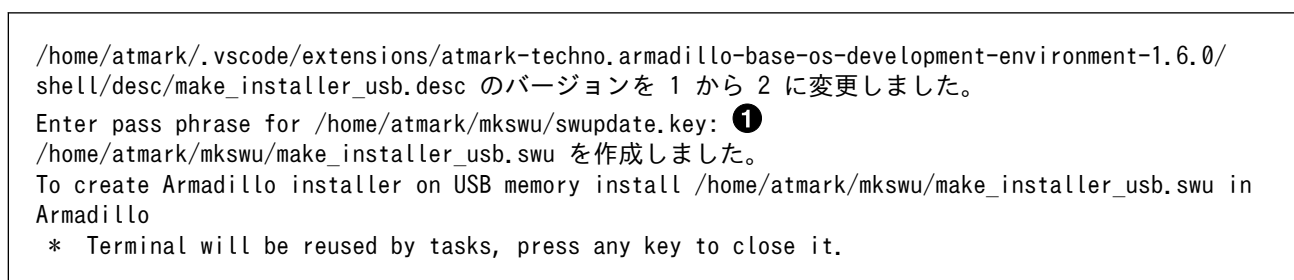 /home/atmark/.vscode/extensions/atmark-techno.armadillo-base-os-development-environment-1.6.0/
shell/desc/make_installer_usb.desc のバージョンを 1 から 2 に変更しました。
Enter pass phrase for /home/atmark/mkswu/swupdate.key: ❶
/home/atmark/mkswu/make_installer_usb.swu を作成しました。
To create Armadillo installer on USB memory install /home/atmark/mkswu/make_installer_usb.swu in
Armadillo
 *  Terminal will be reused by tasks, press any key to close it.